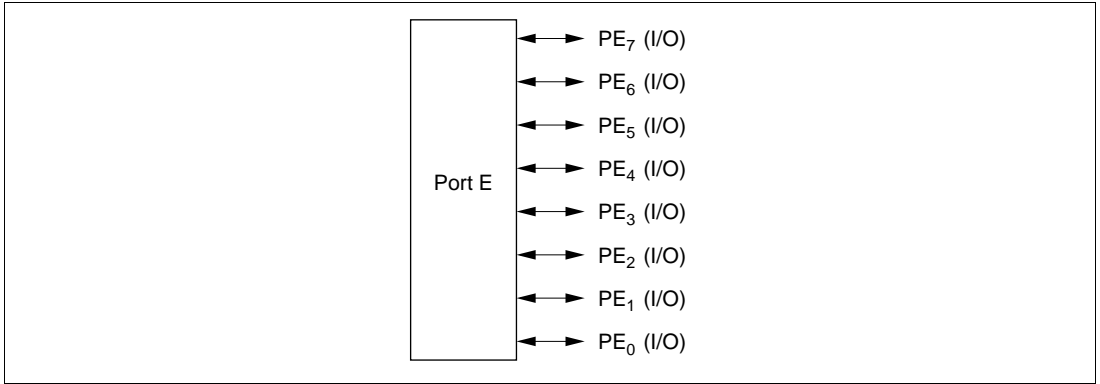 PE₇ (I/O)
PE₆ (I/O)
PE₅ (I/O)
PE₄ (I/O)
Port E
PE₃ (I/O)
PE₂ (I/O)
PE₁ (I/O)
PE₀ (I/O)